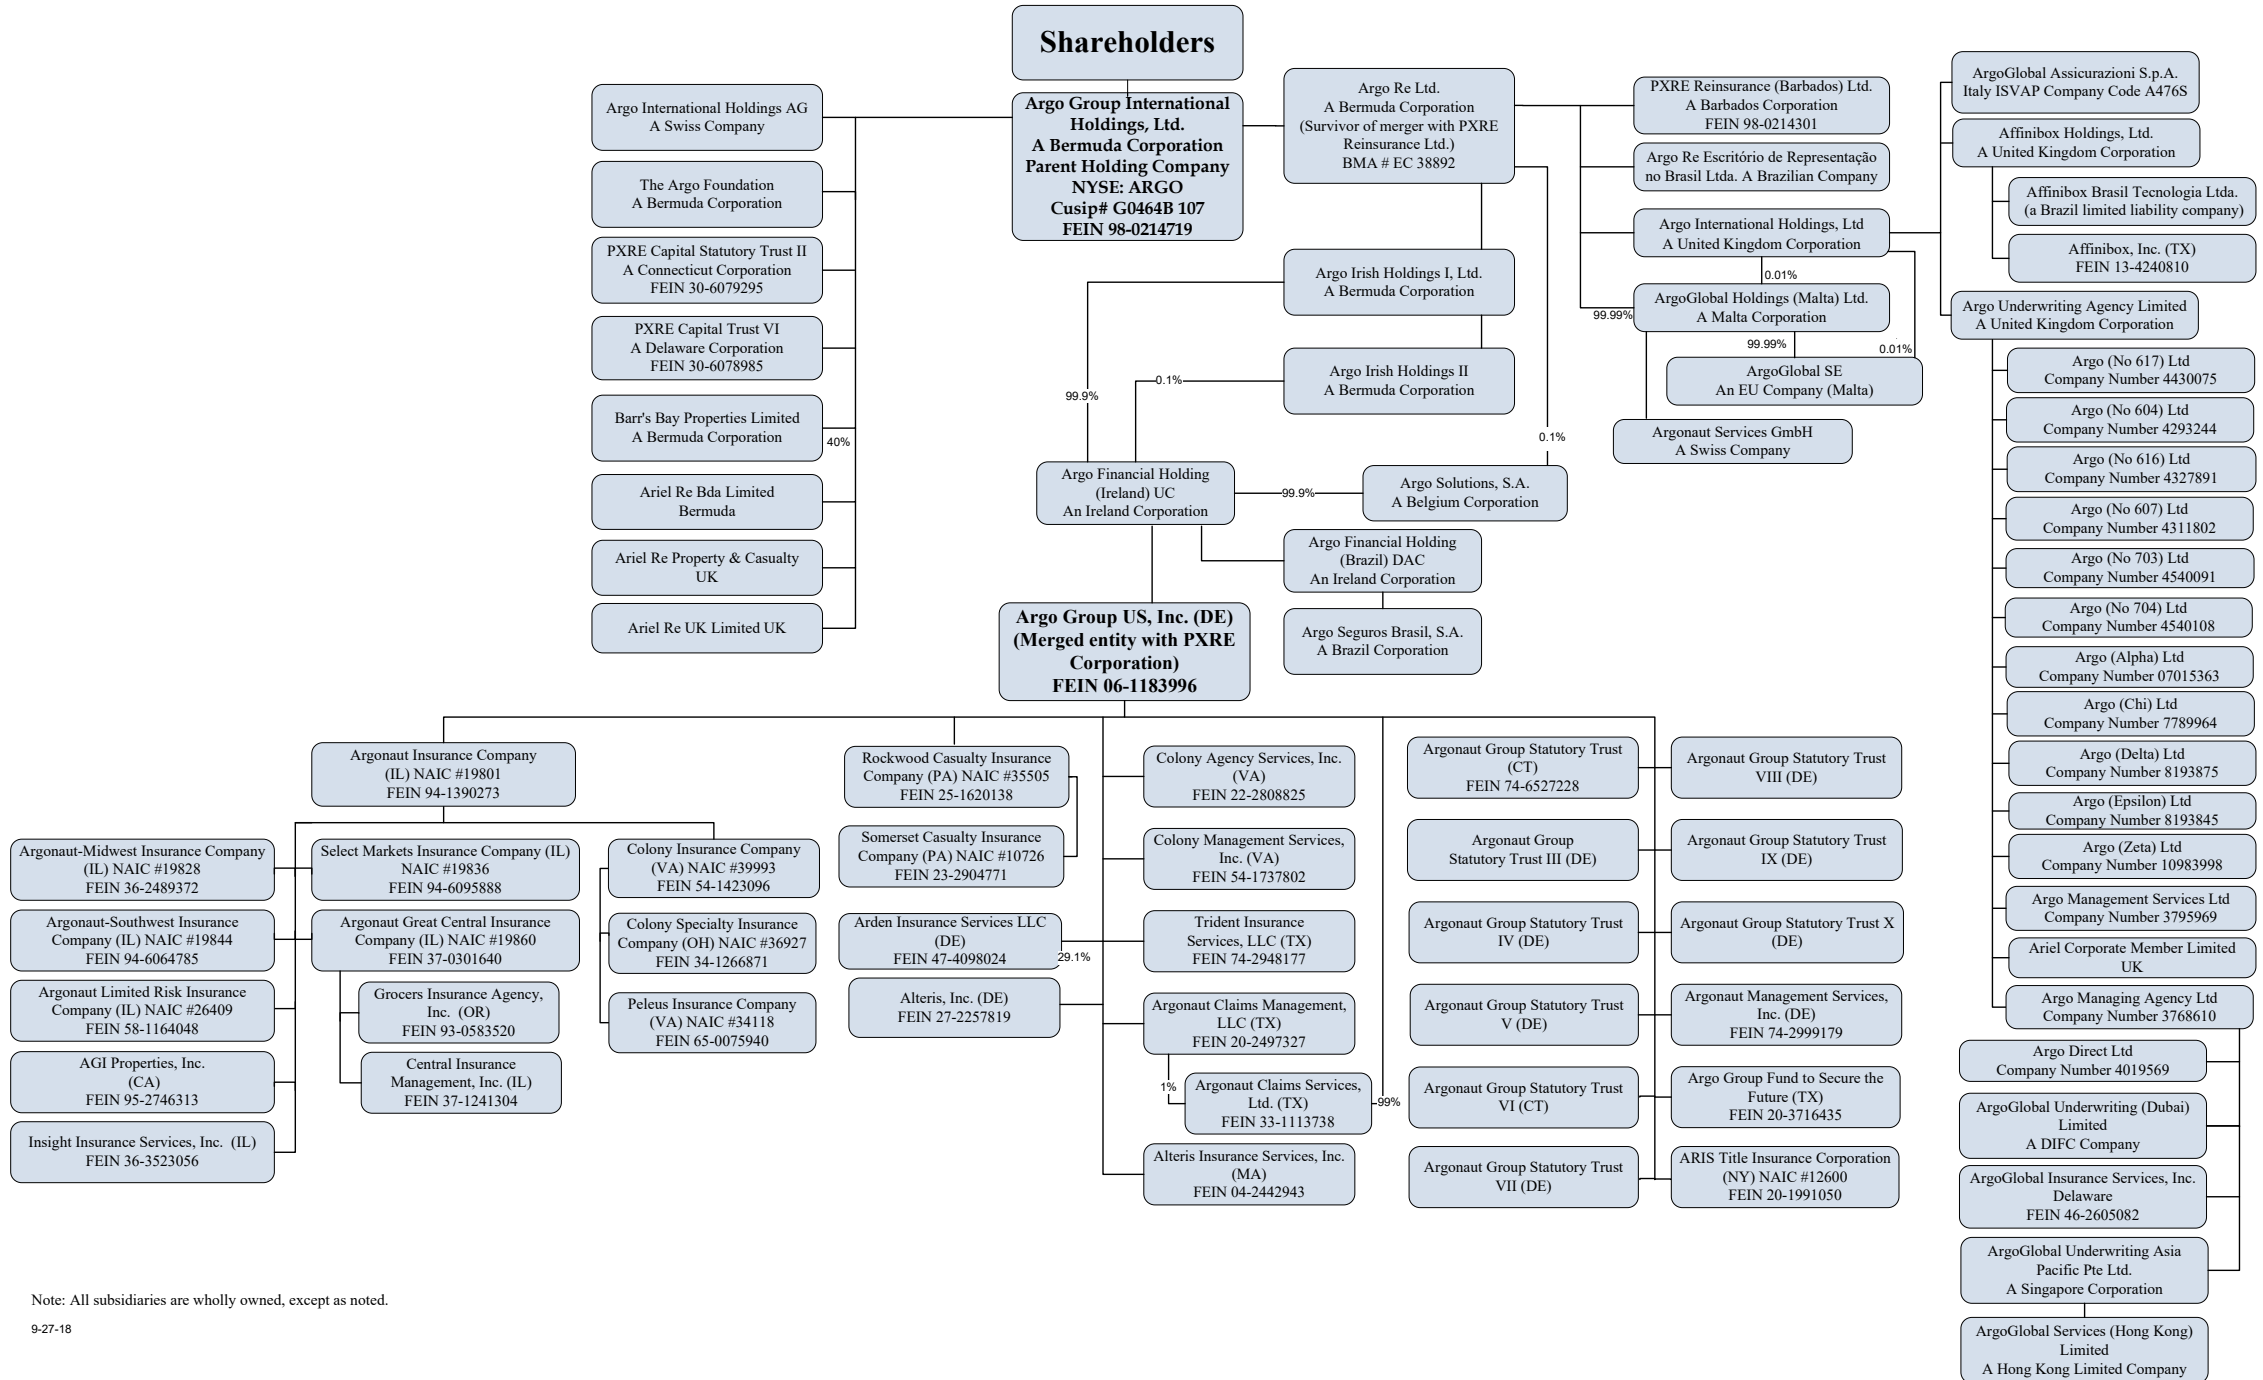 Shareholders
Argo Group International
Holdings, Ltd.
A Bermuda Corporation
Parent Holding Company
NYSE: ARGO
Cusip# G0464B 107
FEIN 98-0214719
Argo International Holdings AG
A Swiss Company
The Argo Foundation
A Bermuda Corporation
PXRE Capital Statutory Trust II
A Connecticut Corporation
FEIN 30-6079295
PXRE Capital Trust VI
A Delaware Corporation
FEIN 30-6078985
Barr's Bay Properties Limited
A Bermuda Corporation
40%
Ariel Re Bda Limited
Bermuda
Ariel Re Property & Casualty
UK
Ariel Re UK Limited UK
Argo Re Ltd.
A Bermuda Corporation
(Survivor of merger with PXRE
Reinsurance Ltd.)
BMA # EC 38892
Argo Irish Holdings I, Ltd.
A Bermuda Corporation
Argo Irish Holdings II
A Bermuda Corporation
99.9%
0.1%
0.1%
Argo Financial Holding
(Ireland) UC
An Ireland Corporation
99.9%
Argo Solutions, S.A.
A Belgium Corporation
Argo Financial Holding
(Brazil) DAC
An Ireland Corporation
Argo Seguros Brasil, S.A.
A Brazil Corporation
PXRE Reinsurance (Barbados) Ltd.
A Barbados Corporation
FEIN 98-0214301
Argo Re Escritório de Representação
no Brasil Ltda. A Brazilian Company
Argo International Holdings, Ltd
A United Kingdom Corporation
0.01%
ArgoGlobal Holdings (Malta) Ltd.
A Malta Corporation
99.99%
99.99%
0.01%
ArgoGlobal SE
An EU Company (Malta)
Argonaut Services GmbH
A Swiss Company
ArgoGlobal Assicurazioni S.p.A.
Italy ISVAP Company Code A476S
Affinibox Holdings, Ltd.
A United Kingdom Corporation
Affinibox Brasil Tecnologia Ltda.
(a Brazil limited liability company)
Affinibox, Inc. (TX)
FEIN 13-4240810
Argo Underwriting Agency Limited
A United Kingdom Corporation
Argo (No 617) Ltd
Company Number 4430075
Argo (No 604) Ltd
Company Number 4293244
Argo (No 616) Ltd
Company Number 4327891
Argo (No 607) Ltd
Company Number 4311802
Argo (No 703) Ltd
Company Number 4540091
Argo (No 704) Ltd
Company Number 4540108
Argo (Alpha) Ltd
Company Number 07015363
Argo (Chi) Ltd
Company Number 7789964
Argo (Delta) Ltd
Company Number 8193875
Argo (Epsilon) Ltd
Company Number 8193845
Argo (Zeta) Ltd
Company Number 10983998
Argo Management Services Ltd
Company Number 3795969
Ariel Corporate Member Limited
UK
Argo Managing Agency Ltd
Company Number 3768610
Argo Direct Ltd
Company Number 4019569
ArgoGlobal Underwriting (Dubai)
Limited
A DIFC Company
ArgoGlobal Insurance Services, Inc.
Delaware
FEIN 46-2605082
ArgoGlobal Underwriting Asia
Pacific Pte Ltd.
A Singapore Corporation
ArgoGlobal Services (Hong Kong)
Limited
A Hong Kong Limited Company
Argo Group US, Inc. (DE)
(Merged entity with PXRE
Corporation)
FEIN 06-1183996
Argonaut Insurance Company
(IL) NAIC #19801
FEIN 94-1390273
Argonaut-Midwest Insurance Company
(IL) NAIC #19828
FEIN 36-2489372
Argonaut-Southwest Insurance
Company (IL) NAIC #19844
FEIN 94-6064785
Argonaut Limited Risk Insurance
Company (IL) NAIC #26409
FEIN 58-1164048
AGI Properties, Inc.
(CA)
FEIN 95-2746313
Insight Insurance Services, Inc. (IL)
FEIN 36-3523056
Select Markets Insurance Company (IL)
NAIC #19836
FEIN 94-6095888
Argonaut Great Central Insurance
Company (IL) NAIC #19860
FEIN 37-0301640
Grocers Insurance Agency,
Inc. (OR)
FEIN 93-0583520
Central Insurance
Management, Inc. (IL)
FEIN 37-1241304
Colony Insurance Company
(VA) NAIC #39993
FEIN 54-1423096
Colony Specialty Insurance
Company (OH) NAIC #36927
FEIN 34-1266871
Peleus Insurance Company
(VA) NAIC #34118
FEIN 65-0075940
Rockwood Casualty Insurance
Company (PA) NAIC #35505
FEIN 25-1620138
Somerset Casualty Insurance
Company (PA) NAIC #10726
FEIN 23-2904771
Arden Insurance Services LLC
(DE)
FEIN 47-4098024
29.1%
Alteris, Inc. (DE)
FEIN 27-2257819
Colony Agency Services, Inc.
(VA)
FEIN 22-2808825
Colony Management Services,
Inc. (VA)
FEIN 54-1737802
Trident Insurance
Services, LLC (TX)
FEIN 74-2948177
Argonaut Claims Management,
LLC (TX)
FEIN 20-2497327
1%
Argonaut Claims Services,
Ltd. (TX)
FEIN 33-1113738
99%
Alteris Insurance Services, Inc.
(MA)
FEIN 04-2442943
Argonaut Group Statutory Trust
(CT)
FEIN 74-6527228
Argonaut Group
Statutory Trust III (DE)
Argonaut Group Statutory Trust
IV (DE)
Argonaut Group Statutory Trust
V (DE)
Argonaut Group Statutory Trust
VI (CT)
Argonaut Group Statutory Trust
VII (DE)
Argonaut Group Statutory Trust
VIII (DE)
Argonaut Group Statutory Trust
IX (DE)
Argonaut Group Statutory Trust X
(DE)
Argonaut Management Services,
Inc. (DE)
FEIN 74-2999179
Argo Group Fund to Secure the
Future (TX)
FEIN 20-3716435
ARIS Title Insurance Corporation
(NY) NAIC #12600
FEIN 20-1991050
Note: All subsidiaries are wholly owned, except as noted.
9-27-18